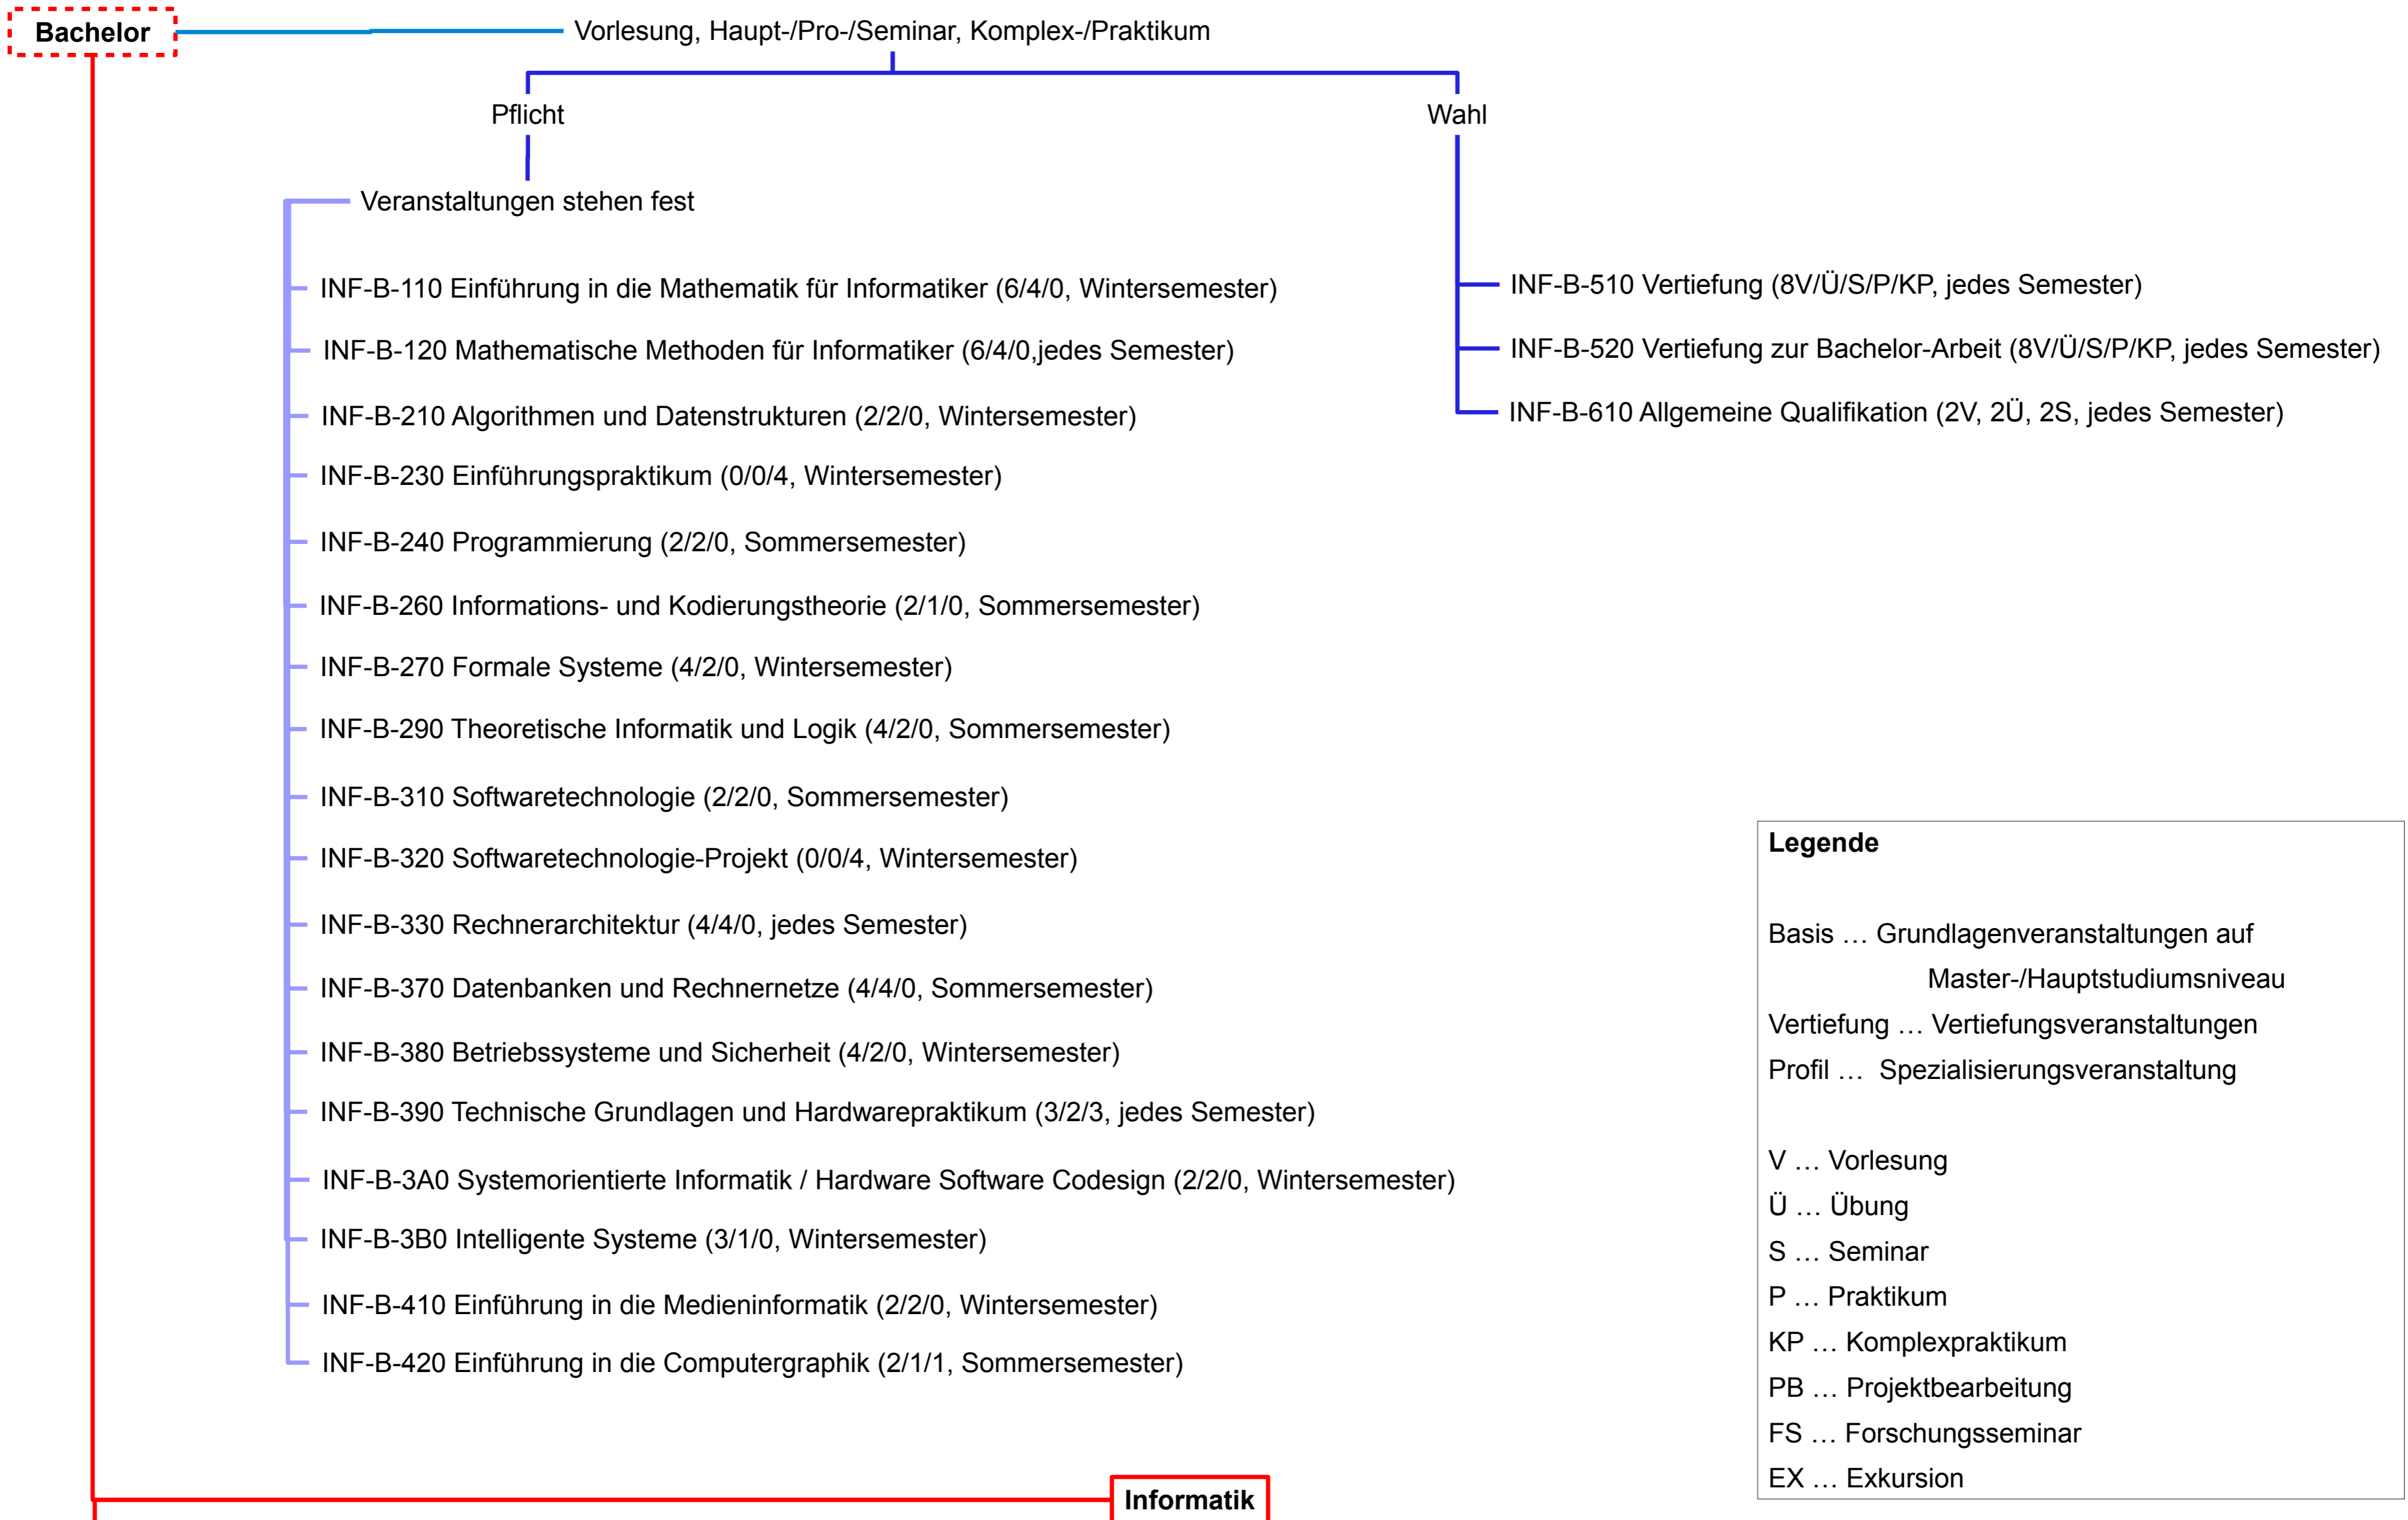 Bachelor
Vorlesung, Haupt-/Pro-/Seminar, Komplex-/Praktikum
Pflicht
Wahl
Veranstaltungen stehen fest
INF-B-110 Einführung in die Mathematik für Informatiker (6/4/0, Wintersemester)
INF-B-120 Mathematische Methoden für Informatiker (6/4/0,jedes Semester)
INF-B-210 Algorithmen und Datenstrukturen (2/2/0, Wintersemester)
INF-B-230 Einführungspraktikum (0/0/4, Wintersemester)
INF-B-240 Programmierung (2/2/0, Sommersemester)
INF-B-260 Informations- und Kodierungstheorie (2/1/0, Sommersemester)
INF-B-270 Formale Systeme (4/2/0, Wintersemester)
INF-B-290 Theoretische Informatik und Logik (4/2/0, Sommersemester)
INF-B-310 Softwaretechnologie (2/2/0, Sommersemester)
INF-B-320 Softwaretechnologie-Projekt (0/0/4, Wintersemester)
INF-B-330 Rechnerarchitektur (4/4/0, jedes Semester)
INF-B-370 Datenbanken und Rechnernetze (4/4/0, Sommersemester)
INF-B-380 Betriebssysteme und Sicherheit (4/2/0, Wintersemester)
INF-B-390 Technische Grundlagen und Hardwarepraktikum (3/2/3, jedes Semester)
INF-B-3A0 Systemorientierte Informatik / Hardware Software Codesign (2/2/0, Wintersemester)
INF-B-3B0 Intelligente Systeme (3/1/0, Wintersemester)
INF-B-410 Einführung in die Medieninformatik (2/2/0, Wintersemester)
INF-B-420 Einführung in die Computergraphik (2/1/1, Sommersemester)
INF-B-510 Vertiefung (8V/Ü/S/P/KP, jedes Semester)
INF-B-520 Vertiefung zur Bachelor-Arbeit (8V/Ü/S/P/KP, jedes Semester)
INF-B-610 Allgemeine Qualifikation (2V, 2Ü, 2S, jedes Semester)
Legende
Basis … Grundlagenveranstaltungen auf
Master-/Hauptstudiumsniveau
Vertiefung … Vertiefungsveranstaltungen
Profil … Spezialisierungsveranstaltung
V … Vorlesung
Ü … Übung
S … Seminar
P … Praktikum
KP … Komplexpraktikum
PB … Projektbearbeitung
FS … Forschungsseminar
EX … Exkursion
Informatik